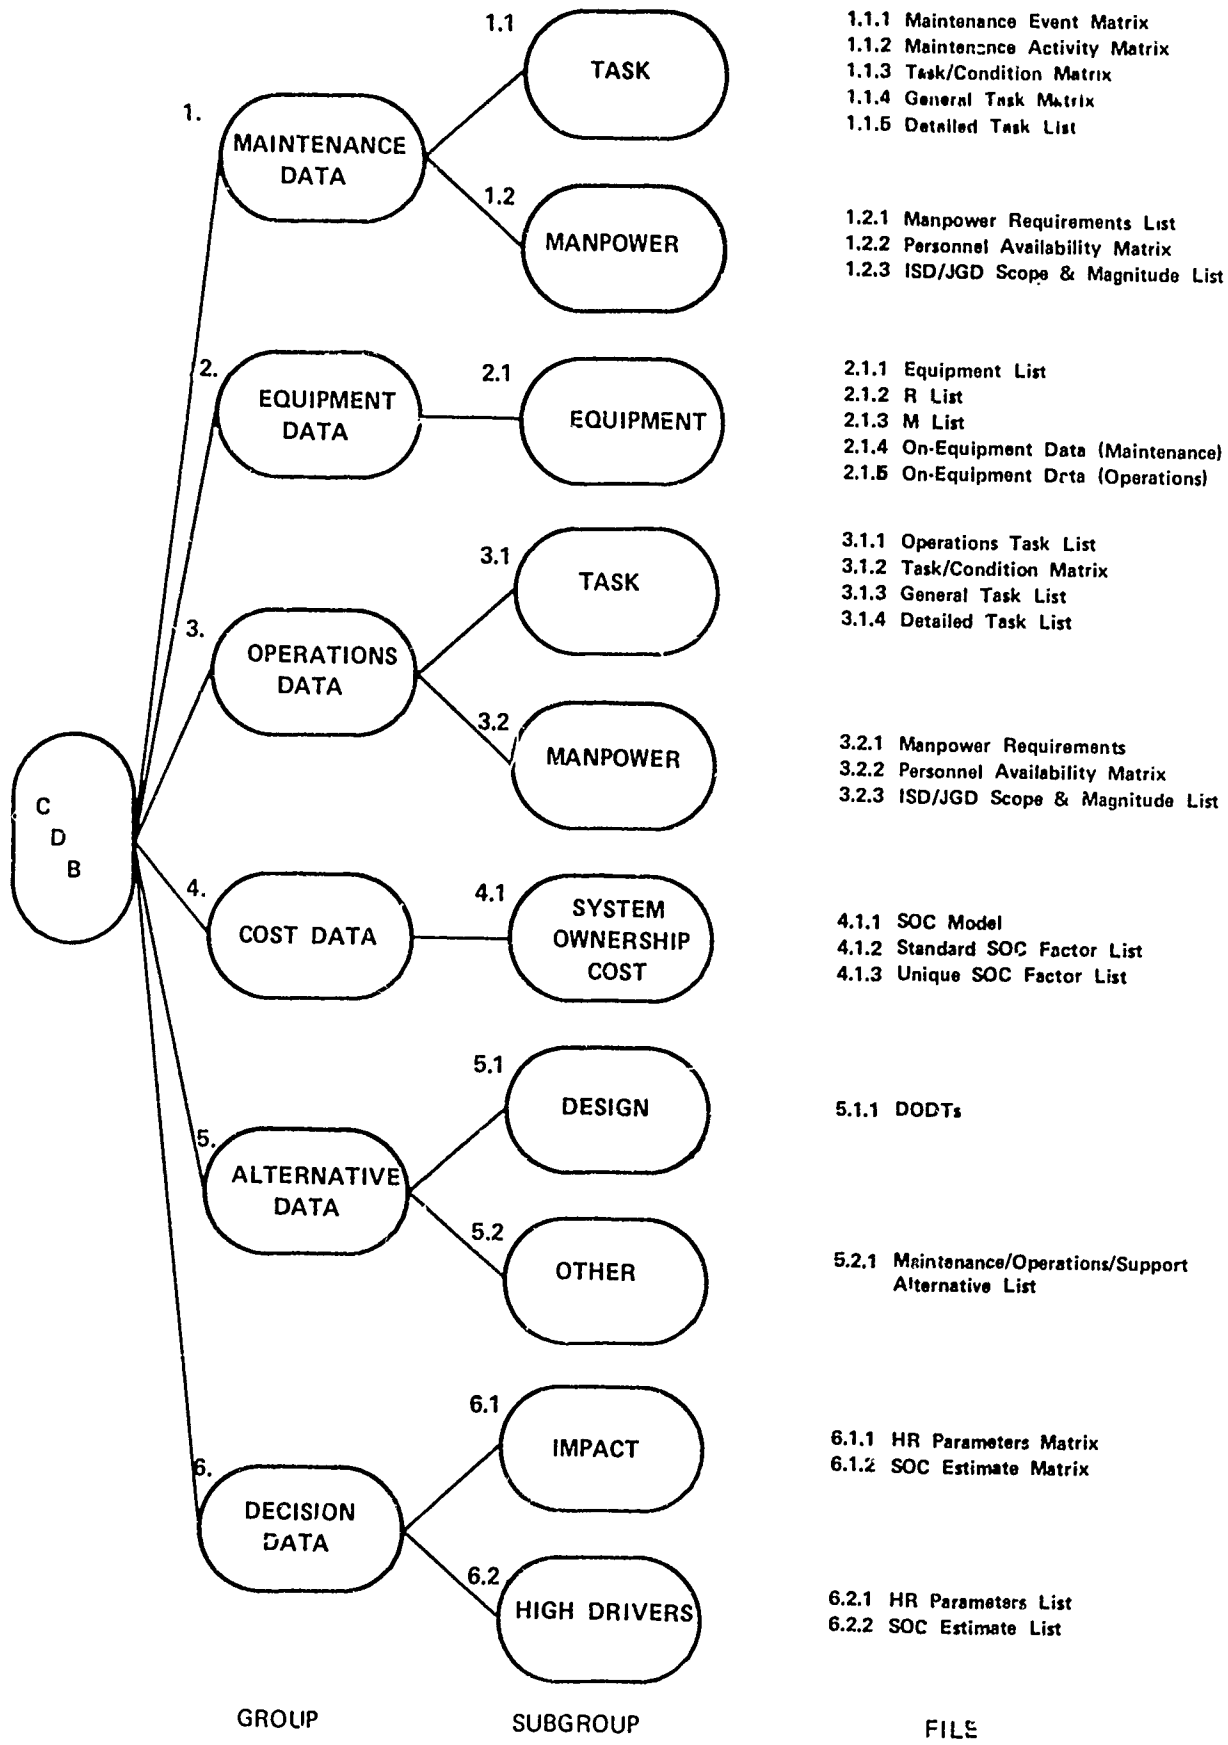 1.1
TASK
1.1.1 Maintenance Event Matrix
1.1.2 Maintenance Activity Matrix
1.1.3 Task/Condition Matrix
1.1.4 General Task Matrix
1.1.5 Detailed Task List
1.
MAINTENANCE
DATA
1.2
MANPOWER
1.2.1 Manpower Requirements List
1.2.2 Personnel Availability Matrix
1.2.3 ISD/JGD Scope & Magnitude List
2.
EQUIPMENT
DATA
2.1
EQUIPMENT
2.1.1 Equipment List
2.1.2 R List
2.1.3 M List
2.1.4 On-Equipment Data (Maintenance)
2.1.5 On-Equipment Data (Operations)
3.1
TASK
3.1.1 Operations Task List
3.1.2 Task/Condition Matrix
3.1.3 General Task List
3.1.4 Detailed Task List
3.
OPERATIONS
DATA
3.2
MANPOWER
3.2.1 Manpower Requirements
3.2.2 Personnel Availability Matrix
3.2.3 ISD/JGD Scope & Magnitude List
C
D
B
4.
COST DATA
4.1
SYSTEM
OWNERSHIP
COST
4.1.1 SOC Model
4.1.2 Standard SOC Factor List
4.1.3 Unique SOC Factor List
5.1
DESIGN
5.1.1 DODTs
5.
ALTERNATIVE
DATA
5.2
OTHER
5.2.1 Maintenance/Operations/Support
Alternative List
6.1
IMPACT
6.1.1 HR Parameters Matrix
6.1.2 SOC Estimate Matrix
6.
DECISION
DATA
6.2
HIGH DRIVERS
6.2.1 HR Parameters List
6.2.2 SOC Estimate List
GROUP
SUBGROUP
FILE